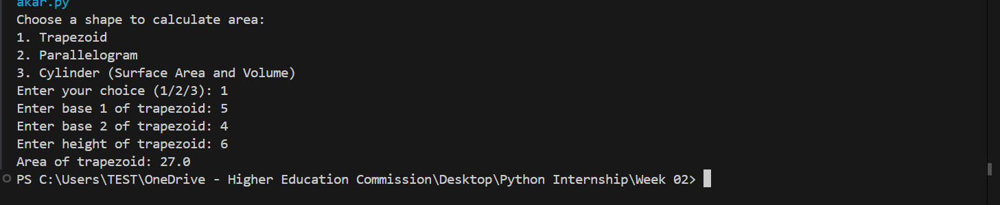 akar.py
Choose a shape to calculate area:
1. Trapezoid
2. Parallelogram
3. Cylinder (Surface Area and Volume)
Enter your choice (1/2/3): 1
Enter base 1 of trapezoid: 5
Enter base 2 of trapezoid: 4
Enter height of trapezoid: 6
Area of trapezoid: 27.0
PS C:\Users\TEST\OneDrive - Higher Education Commission\Desktop\Python Internship\Week 02>